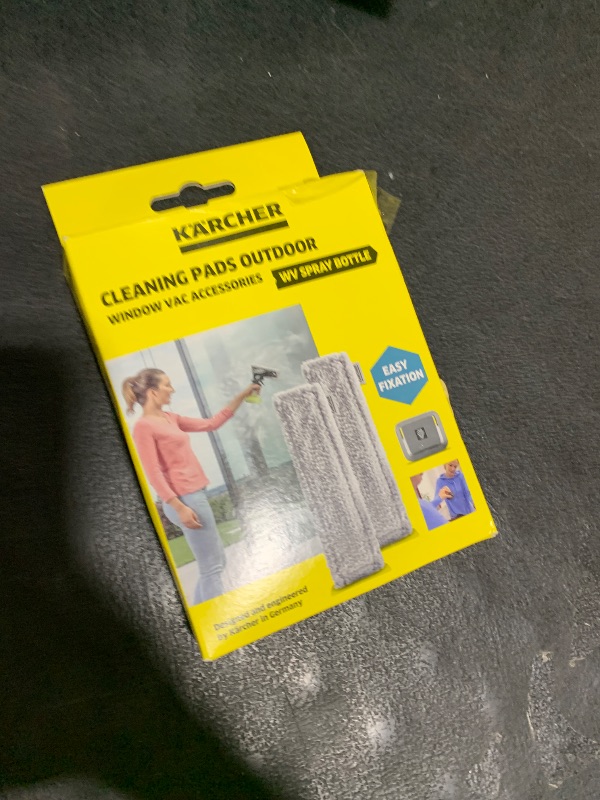 KÄRCHER
CLEANING PADS OUTDOOR
WINDOW VAC ACCESSORIES WV SPRAY BOTTLE
EASY
FIXATION
Designed and engineered
by Kärcher in Germany